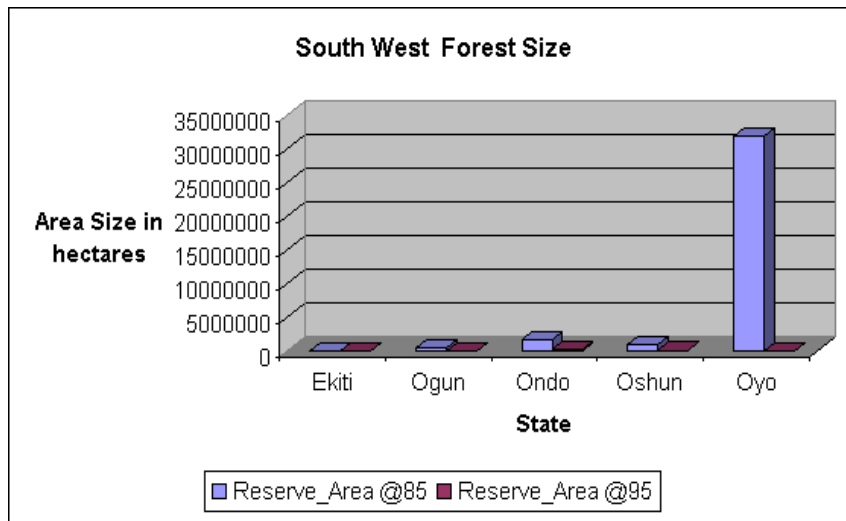 South West Forest Size
Area Size in
hectares
35000000
30000000
25000000
20000000
15000000
10000000
5000000
0
Ekiti Ogun Ondo Oshun Oyo
State
Reserve_Area @85 Reserve_Area @95